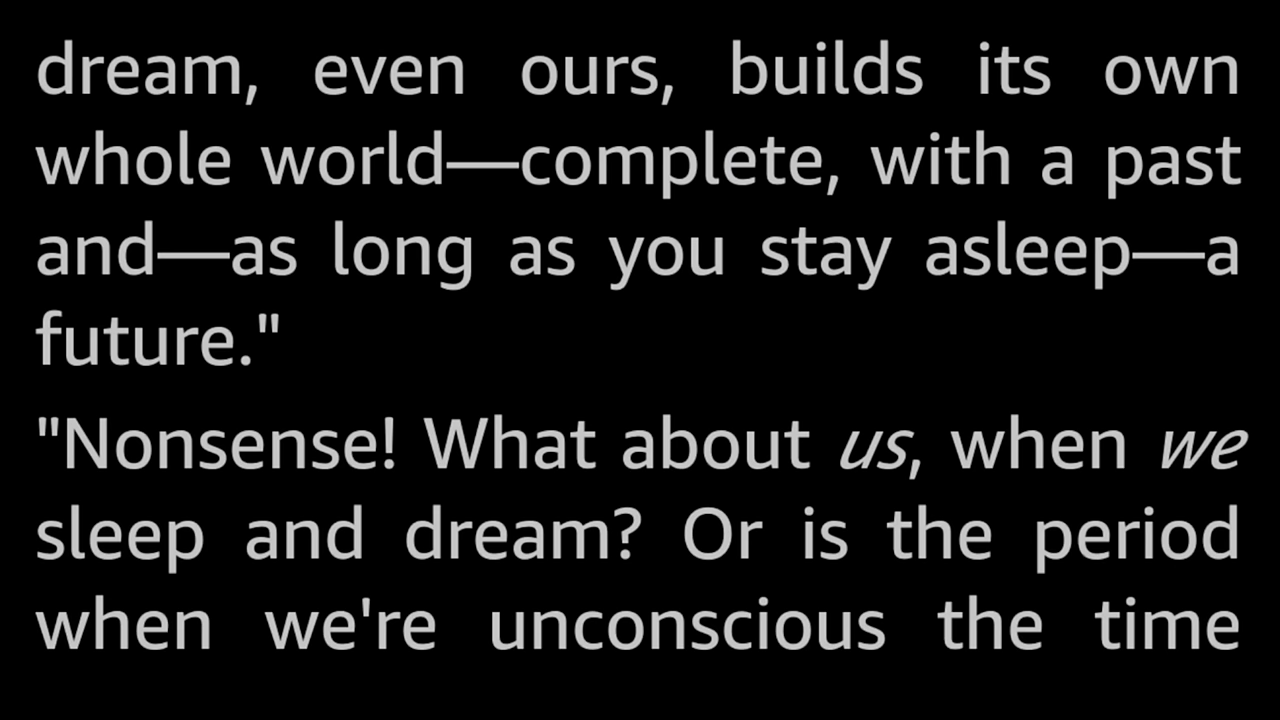 dream, even ours, builds its own
whole world—complete, with a past
and—as long as you stay asleep—a
future."
"Nonsense! What about us, when we
sleep and dream? Or is the period
when we're unconscious the time